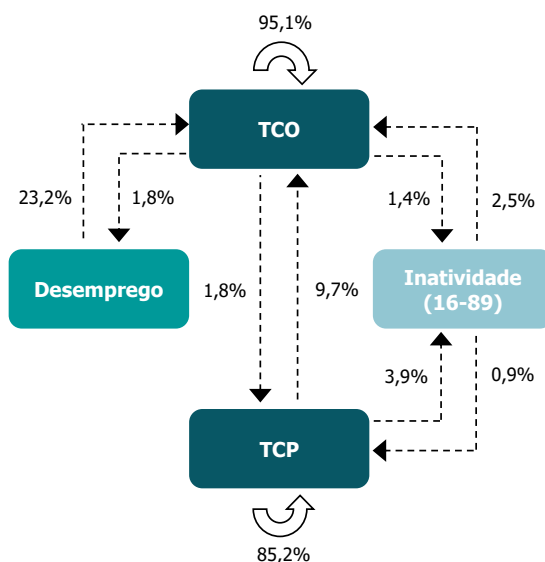 95,1%
TCO
23,2%
1,8%
1,4%
2,5%
Desemprego
1,8%
9,7%
Inatividade
(16-89)
3,9%
0,9%
TCP
85,2%